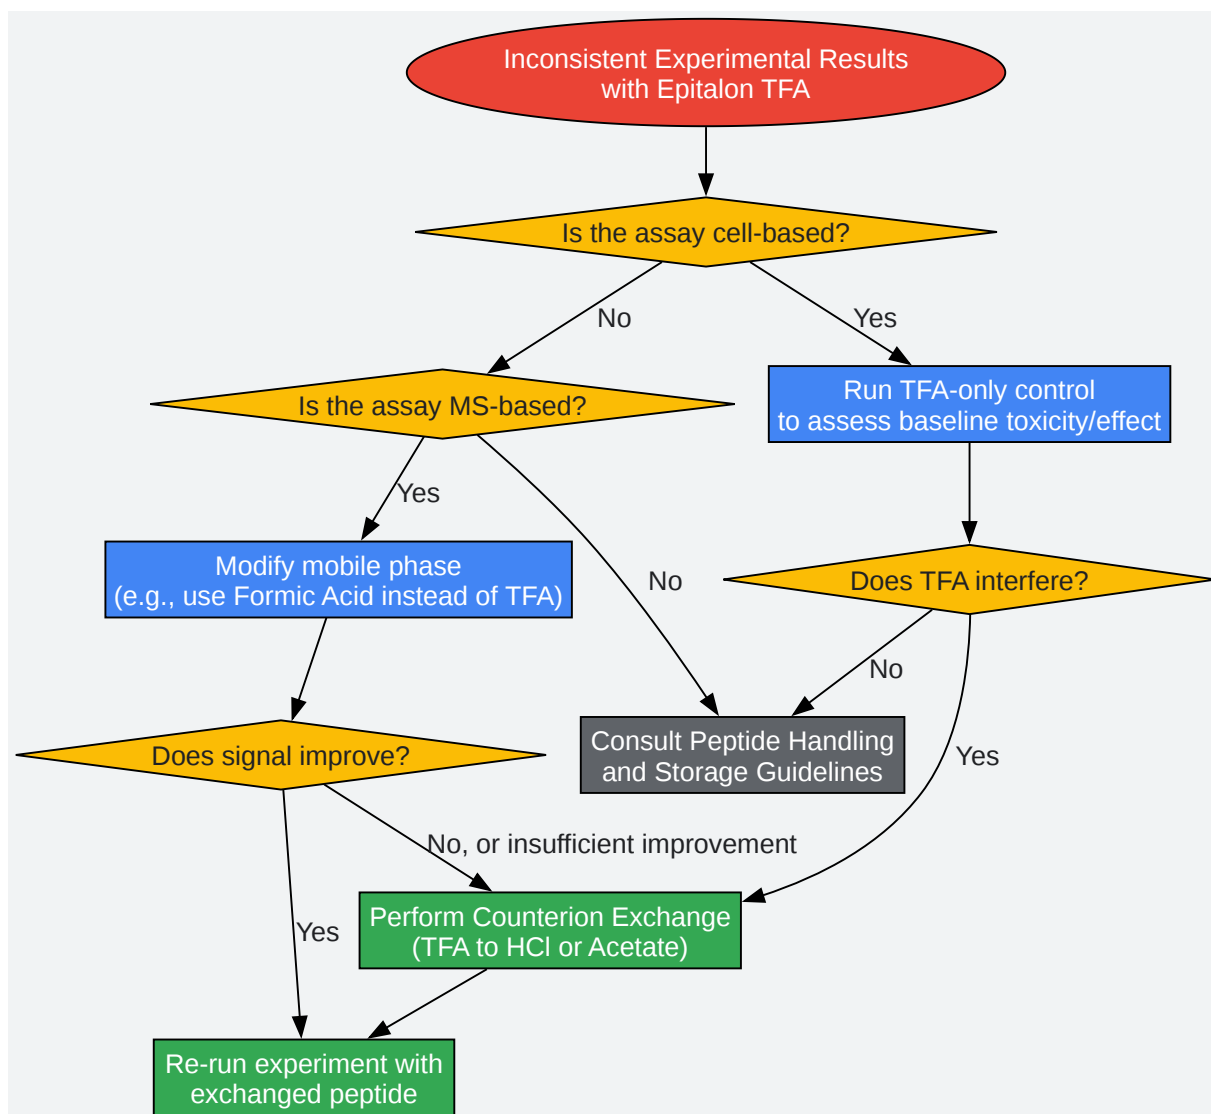 Inconsistent Experimental Results
with Epitalon TFA
Is the assay cell-based?
No
Yes
Is the assay MS-based?
Run TFA-only control
to assess baseline toxicity/effect
Yes
No
Modify mobile phase
(e.g., use Formic Acid instead of TFA)
Does TFA interfere?
No
Yes
Does signal improve?
Consult Peptide Handling
and Storage Guidelines
No, or insufficient improvement
Yes
Perform Counterion Exchange
(TFA to HCl or Acetate)
Re-run experiment with
exchanged peptide